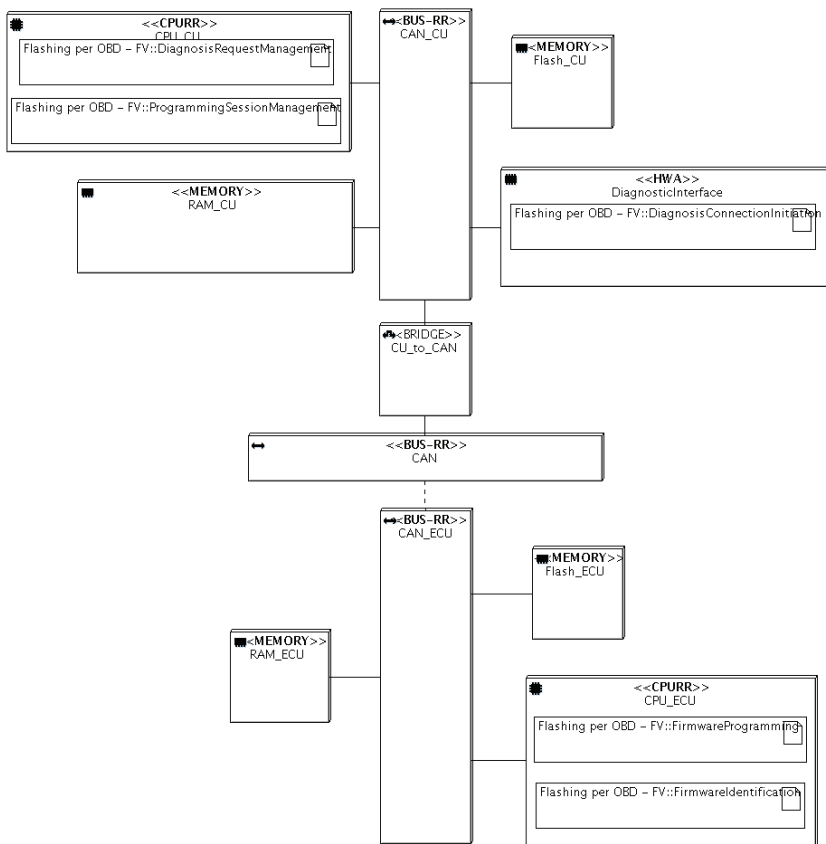 <<CPURR>>
CPU_CU
Flashing per OBD – FV::DiagnosisRequestManagement
Flashing per OBD – FV::ProgrammingSessionManagement
<<BUS-RR>>
CAN_CU
<<MEMORY>>
Flash_CU
<<MEMORY>>
RAM_CU
<<HWA>>
DiagnosticInterface
Flashing per OBD – FV::DiagnosisConnectionInitiation
<<BRIDGE>>
CU_to_CAN
<<BUS-RR>>
CAN
<<BUS-RR>>
CAN_ECU
<<MEMORY>>
Flash_ECU
<<MEMORY>>
RAM_ECU
<<CPURR>>
CPU_ECU
Flashing per OBD – FV::FirmwareProgramming
Flashing per OBD – FV::FirmwareIdentification